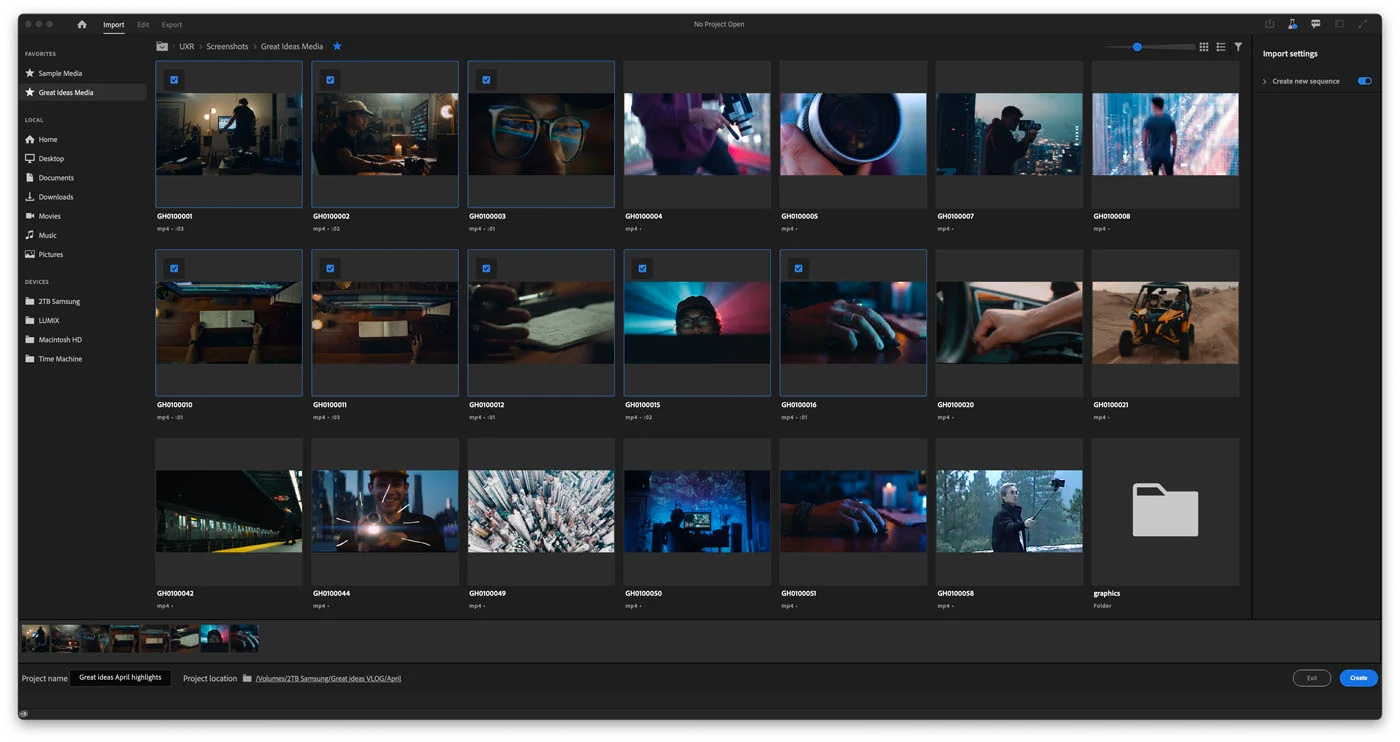 Import Edit Export No Project Open
FAVORITES
Sample Media
Great Ideas Media
LOCAL
Home
Desktop
Documents
Downloads
Movies
Music
Pictures
DEVICES
2TB Samsung
LUMIX
Macintosh HD
Time Machine
UXR › Screenshots › Great Ideas Media
GH0100001 GH0100002 GH0100003 GH0100004 GH0100005 GH0100007 GH0100008
mp4 • :03 mp4 • :02 mp4 • :01 mp4 • mp4 • mp4 • mp4 •
GH0100010 GH0100011 GH0100012 GH0100015 GH0100016 GH0100020 GH0100021
mp4 • :01 mp4 • :03 mp4 • :01 mp4 • :02 mp4 • :01 mp4 • mp4 •
GH0100042 GH0100044 GH0100049 GH0100050 GH0100051 GH0100058 graphics
mp4 • mp4 • mp4 • mp4 • mp4 • mp4 • Folder
Import settings
Create new sequence
Project name Great ideas April highlights Project location /Volumes/2TB Samsung/Great ideas VLOG/April Exit Create